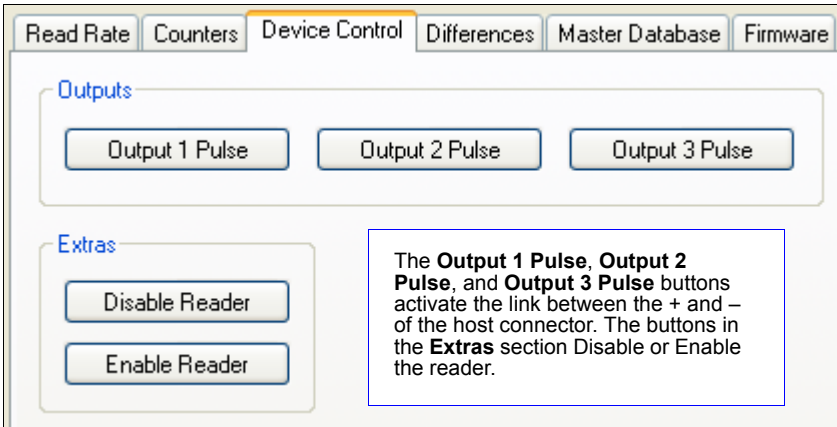 Read Rate Counters Device Control Differences Master Database Firmware
Outputs
Output 1 Pulse Output 2 Pulse Output 3 Pulse
Extras
Disable Reader
Enable Reader
The Output 1 Pulse, Output 2
Pulse, and Output 3 Pulse buttons
activate the link between the + and –
of the host connector. The buttons in
the Extras section Disable or Enable
the reader.